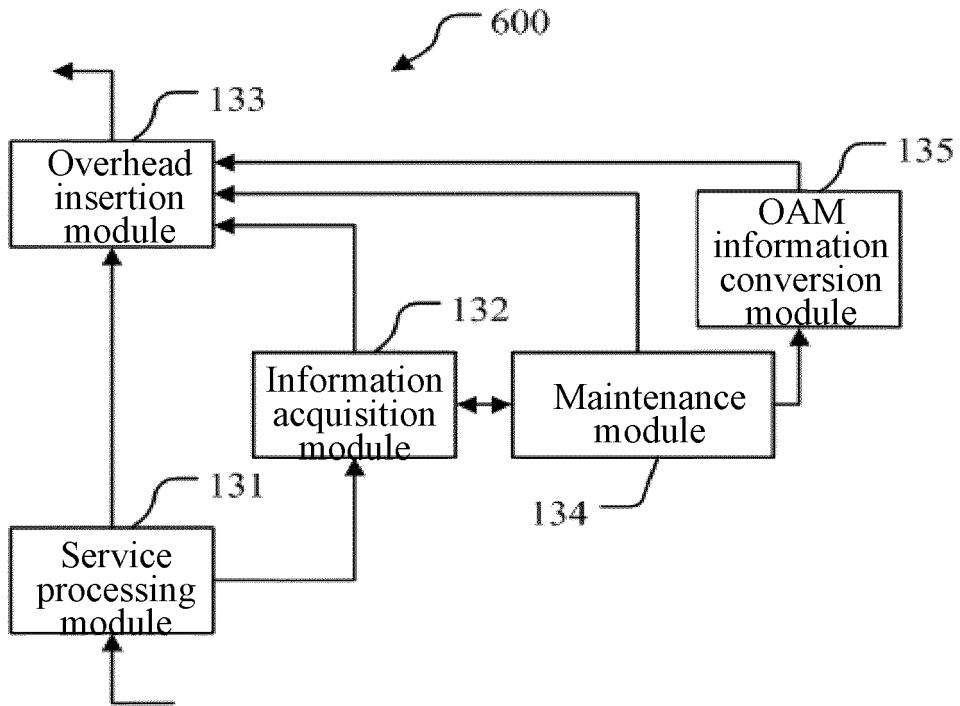 600
133
Overhead
insertion
module
135
OAM
information
conversion
module
132
Information
acquisition
module
Maintenance
module
134
131
Service
processing
module